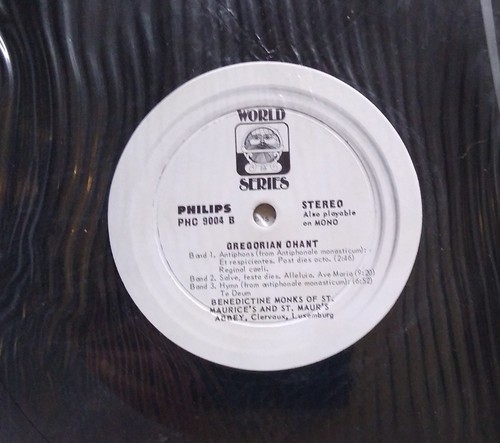 WORLD
SERIES
PHILIPS
PHC 9004 B
STEREO
Also playable
on MONO
GREGORIAN CHANT
Band 1. Antiphons (from Antiphonale monasticum):
Et respicientes. Post dies octo. (2:46)
Reginal caeli.
Band 2. Salve, festa dies. Alleluia. Ave Maria (9:20)
Band 3. Hymn (from antiphonale monasticum): (6:52)
Te Deum
BENEDICTINE MONKS OF ST.
MAURICE'S AND ST. MAUR'S
ABBEY, Clervaux, Luxemburg